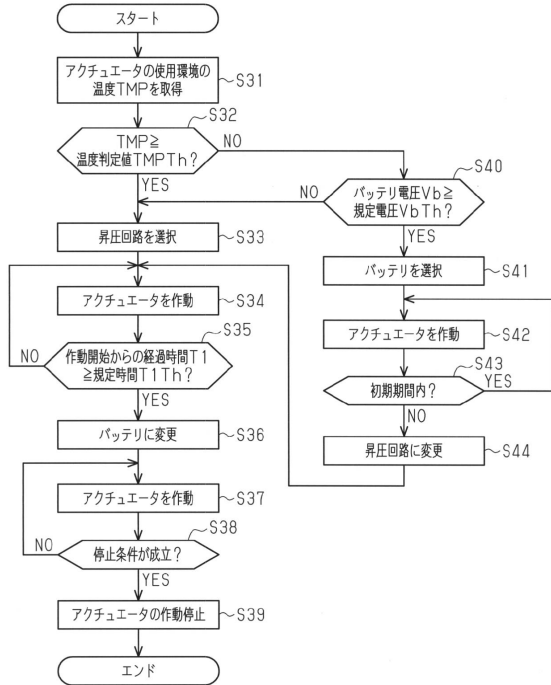 スタート
アクチュエータの使用環境の
温度TMPを取得
S31
S32
TMP≧
温度判定値TMPTh?
NO
YES
S40
バッテリ電圧Vb≧
規定電圧VbTh?
NO
YES
昇圧回路を選択
S33
バッテリを選択
S41
アクチュエータを作動
S34
アクチュエータを作動
S42
S35
作動開始からの経過時間T1
≧規定時間T1Th?
NO
YES
S43
初期期間内?
YES
NO
バッテリに変更
S36
昇圧回路に変更
S44
アクチュエータを作動
S37
S38
停止条件が成立?
NO
YES
アクチュエータの作動停止
S39
エンド